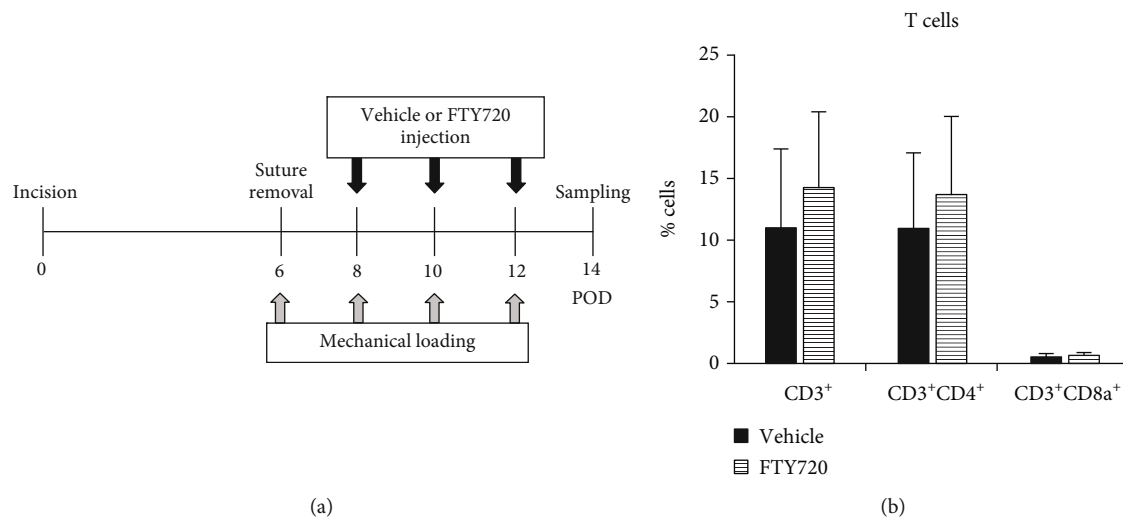 Vehicle or FTY720
injection
Suture
removal
Incision
Sampling
0
6
8
10
12
14
POD
Mechanical loading
(a)
T cells
% cells
25
20
15
10
5
0
CD3⁺
CD3⁺CD4⁺
CD3⁺CD8a⁺
Vehicle
FTY720
(b)